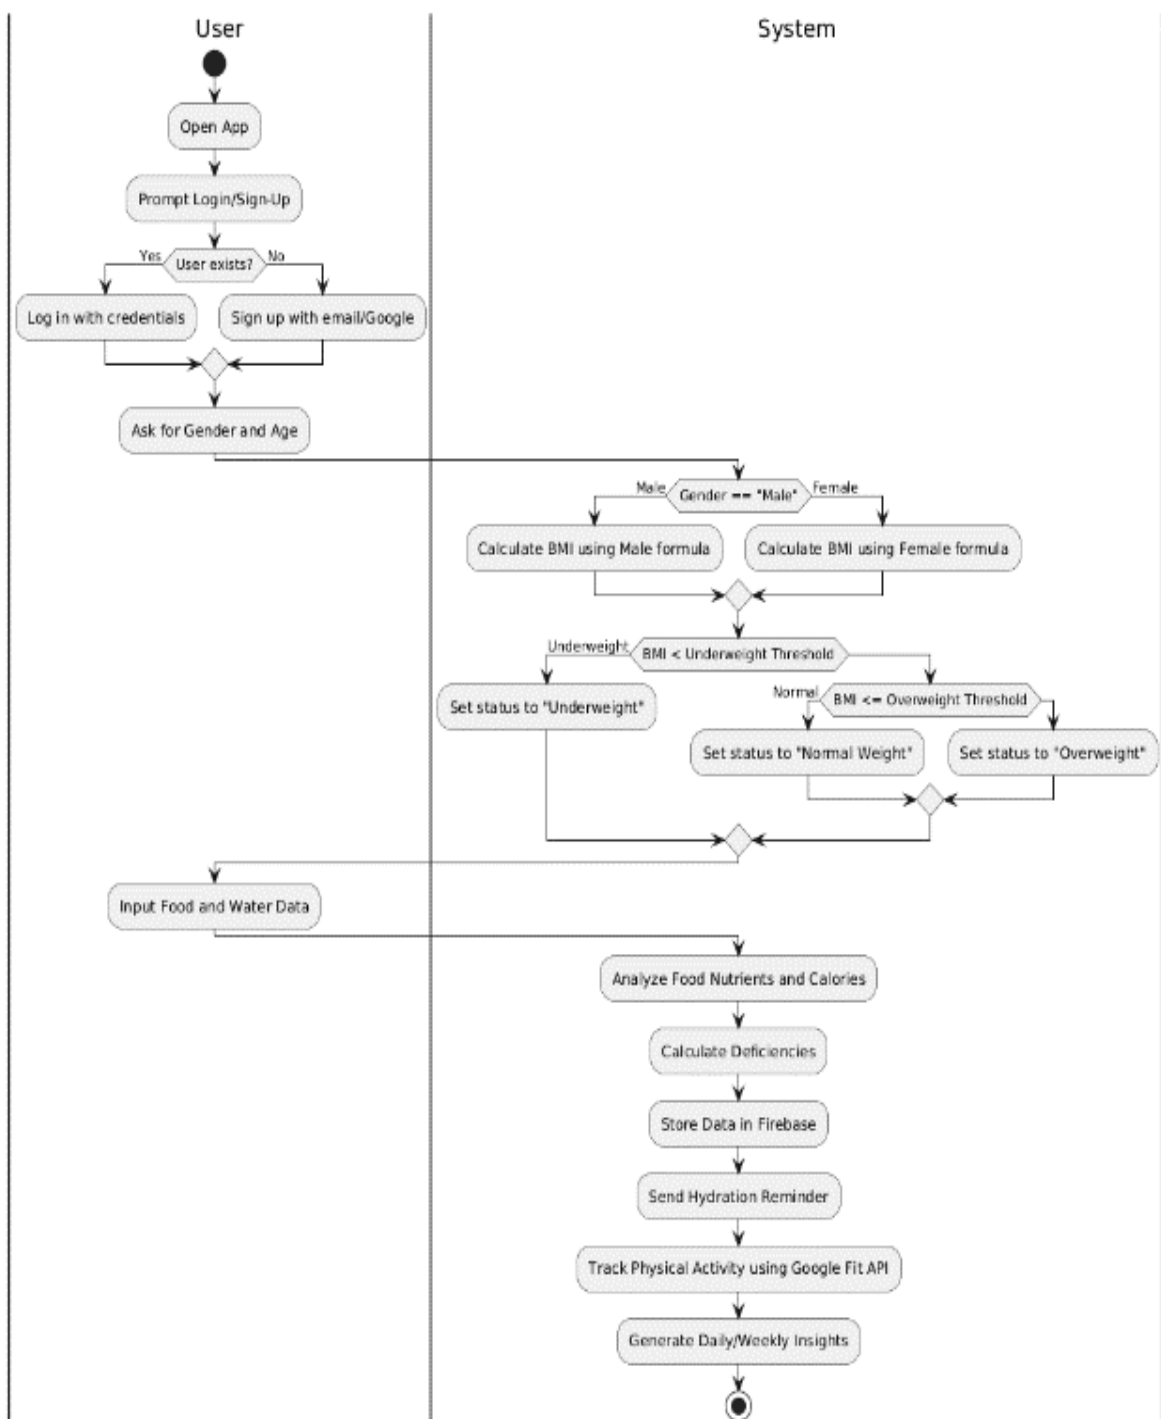 User
System
Open App
Prompt Login/Sign-Up
Yes
User exists?
No
Log in with credentials
Sign up with email/Google
Ask for Gender and Age
Male
Gender == "Male"
Female
Calculate BMI using Male formula
Calculate BMI using Female formula
Underweight
BMI < Underweight Threshold
Set status to "Underweight"
Normal
BMI <= Overweight Threshold
Set status to "Normal Weight"
Set status to "Overweight"
Input Food and Water Data
Analyze Food Nutrients and Calories
Calculate Deficiencies
Store Data in Firebase
Send Hydration Reminder
Track Physical Activity using Google Fit API
Generate Daily/Weekly Insights